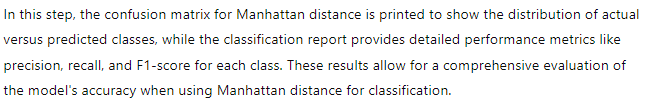 In this step, the confusion matrix for Manhattan distance is printed to show the distribution of actual
versus predicted classes, while the classification report provides detailed performance metrics like
precision, recall, and F1-score for each class. These results allow for a comprehensive evaluation of
the model's accuracy when using Manhattan distance for classification.